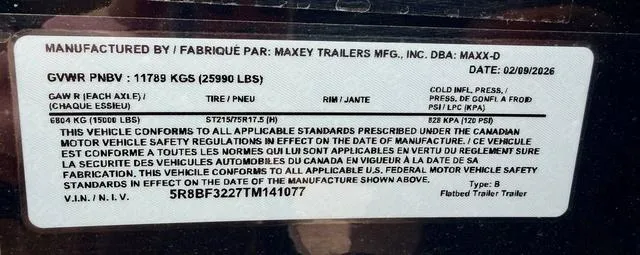 MANUFACTURED BY / FABRIQUÉ PAR: MAXEY TRAILERS MFG., INC. DBA: MAXX-D
DATE: 02/09/2026
GVWR PNBV : 11789 KGS (25990 LBS)
GAW R (EACH AXLE) / (CHAQUE ESSIEU)
TIRE / PNEU
RIM / JANTE
COLD INFL. PRESS. / PRESS. DE GONFL A FROID PSI / LPC (KPA)
6804 KG (15000 LBS) ST215/75R17.5 (H) 828 KPA (120 PSI)
THIS VEHICLE CONFORMS TO ALL APPLICABLE STANDARDS PRESCRIBED UNDER THE CANADIAN
MOTOR VEHICLE SAFETY REGULATIONS IN EFFECT ON THE DATE OF MANUFACTURE. / CE VEHICULE
EST CONFORME A TOUTES LES NORMES QUI LUI SONT APPLICABLES EN VERTU DU REGLEMENT SURE
LA SECURITE DES VEHICULES AUTOMOBILES DU CANADA EN VIGUEUR À LA DATE DE SA
FABRICATION. THIS VEHICLE CONFORMS TO ALL APPLICABLE U.S. FEDERAL MOTOR VEHICLE SAFETY
STANDARDS IN EFFECT ON THE DATE OF MANUFACTURE SHOWN ABOVE.
Type: B
V.I.N. / N. I. V. 5R8BF3227TM141077 Flatbed Trailer Trailer